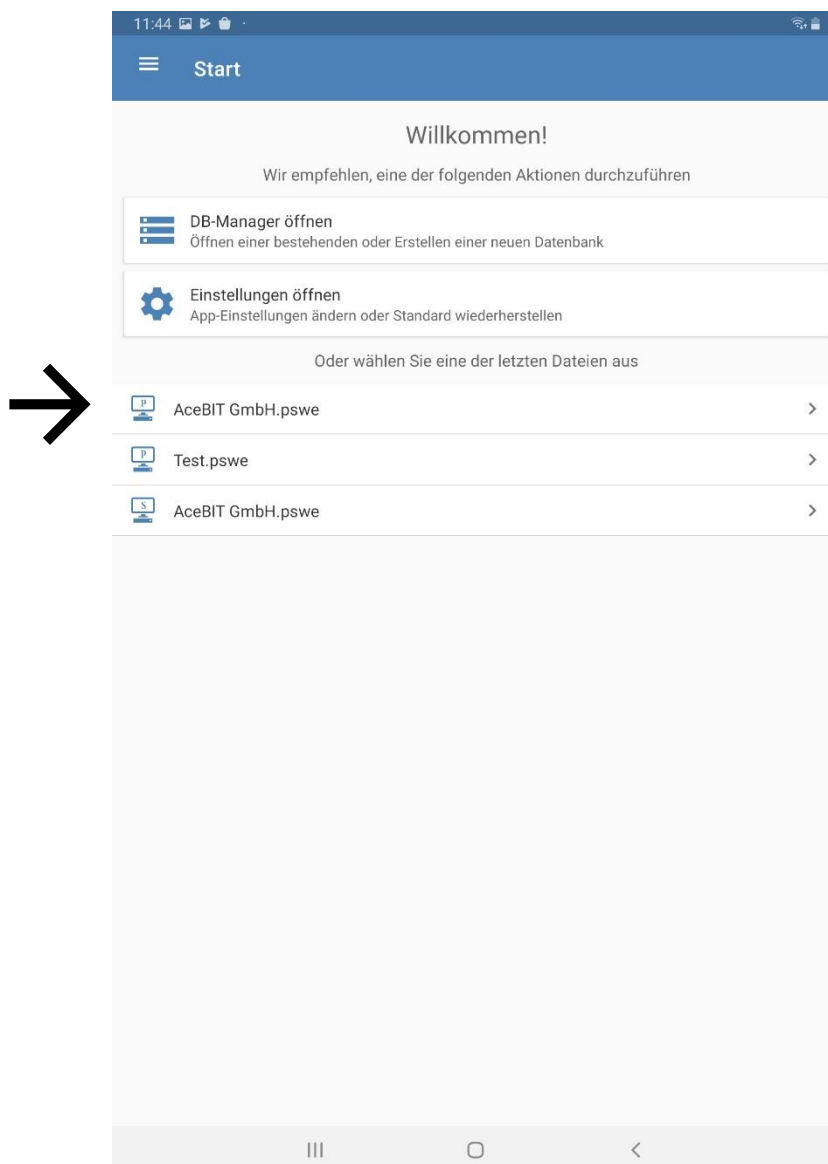 11:44
Start
Willkommen!
Wir empfehlen, eine der folgenden Aktionen durchzuführen
DB-Manager öffnen
Öffnen einer bestehenden oder Erstellen einer neuen Datenbank
Einstellungen öffnen
App-Einstellungen ändern oder Standard wiederherstellen
Oder wählen Sie eine der letzten Dateien aus
P AceBIT GmbH.pswe
P Test.pswe
S AceBIT GmbH.pswe